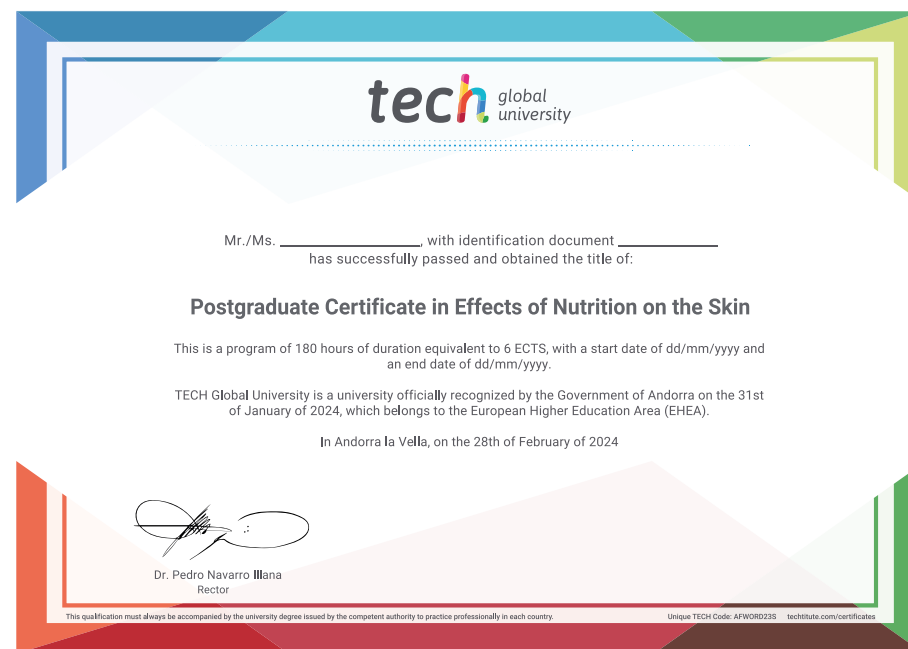 tech global university
Mr./Ms. ____________, with identification document ____________
has successfully passed and obtained the title of:
Postgraduate Certificate in Effects of Nutrition on the Skin
This is a program of 180 hours of duration equivalent to 6 ECTS, with a start date of dd/mm/yyyy and
an end date of dd/mm/yyyy.
TECH Global University is a university officially recognized by the Government of Andorra on the 31st
of January of 2024, which belongs to the European Higher Education Area (EHEA).
In Andorra la Vella, on the 28th of February of 2024
Dr. Pedro Navarro Illana
Rector
This qualification must always be accompanied by the university degree issued by the competent authority to practice professionally in each country.
Unique TECH Code: AFWORD23S techtitute.com/certificates